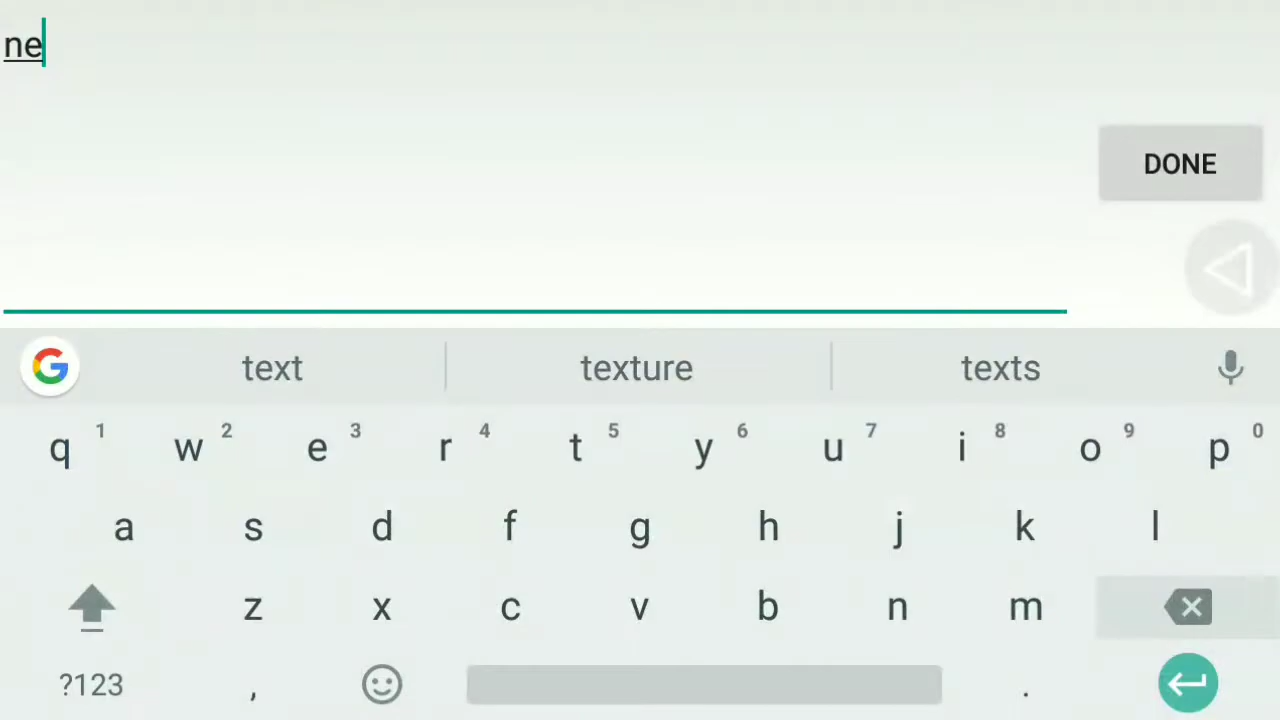 ne
DONE
text texture texts
q 1 w 2 e 3 r 4 t 5 y 6 u 7 i 8 o 9 p 0
a s d f g h j k l
z x c v b n m
?123 , .